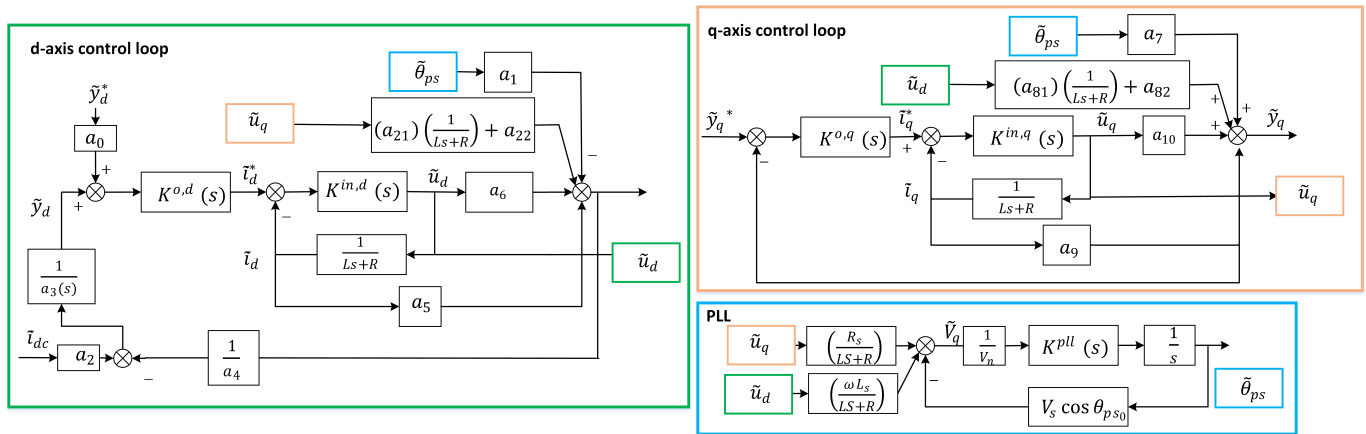 d-axis control loop
θ̃_ps
a_1
ỹ_d^*
ũ_q
(a_21)(1/(Ls+R)) + a_22
a_0
−
+
ỹ_d
+
K^{o,d}(s)
ĩ_d^*
K^{in,d}(s)
ũ_d
a_6
−
ĩ_d
1/(Ls+R)
ũ_d
1/(a_3(s))
a_5
ĩ_dc
a_2
−
1/a_4
q-axis control loop
θ̃_ps
a_7
ũ_d
(a_81)(1/(Ls+R)) + a_82
+
+
ỹ_q^*
K^{o,q}(s)
ĩ_q^*
K^{in,q}(s)
ũ_q
a_10
+
ỹ_q
−
+
−
ĩ_q
1/(Ls+R)
ũ_q
a_9
PLL
ũ_q
(R_s/(LS+R))
Ṽ_q
1/V_n
K^{pll}(s)
1/s
−
ũ_d
(ωL_s/(LS+R))
θ̃_ps
V_s cos θ_{ps_0}